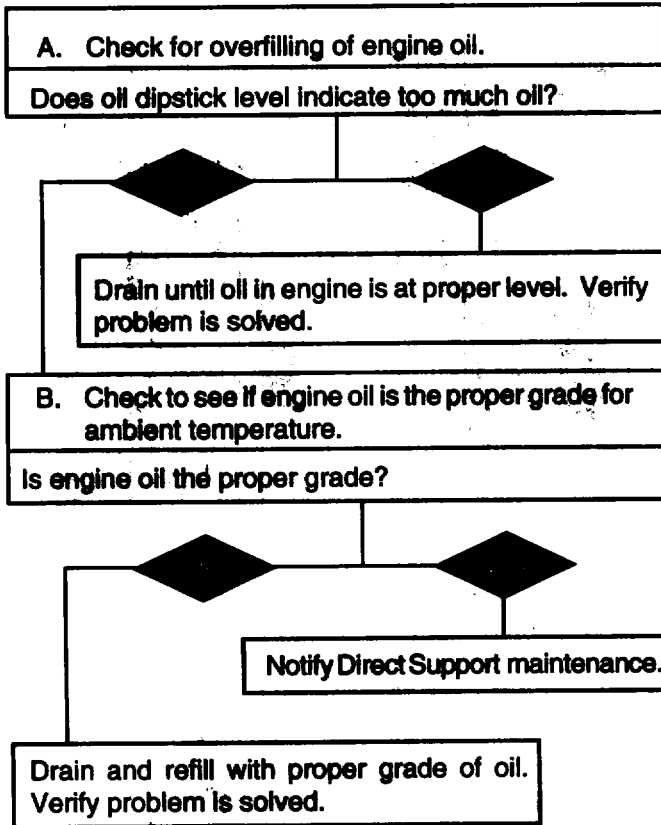 A. Check for overfilling of engine oil.
Does oil dipstick level indicate too much oil?
Drain until oil in engine is at proper level. Verify
problem is solved.
B. Check to see if engine oil is the proper grade for
ambient temperature.
Is engine oil the proper grade?
Notify Direct Support maintenance.
Drain and refill with proper grade of oil.
Verify problem is solved.